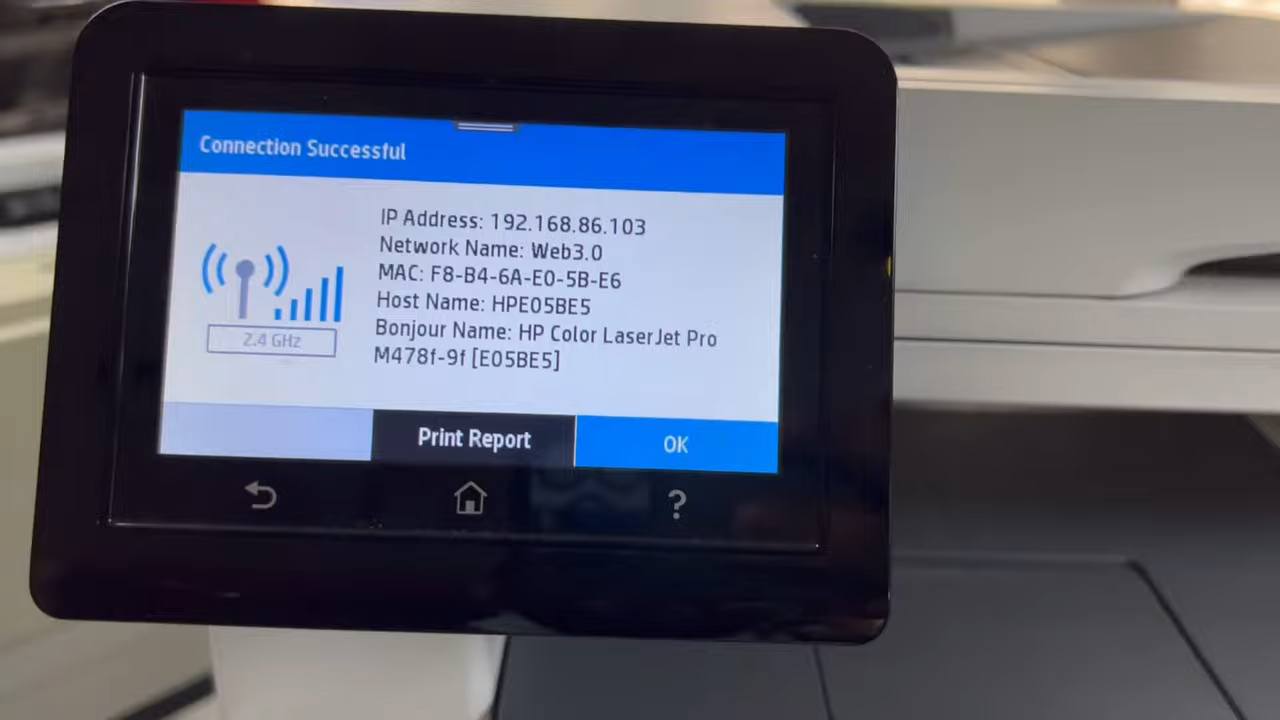 Connection Successful
IP Address: 192.168.86.103
Network Name: Web3.0
MAC: F8-B4-6A-E0-5B-E6
Host Name: HPE05BE5
Bonjour Name: HP Color LaserJet Pro
M478f-9f [E05BE5]
2.4 GHz
Print Report
OK
?